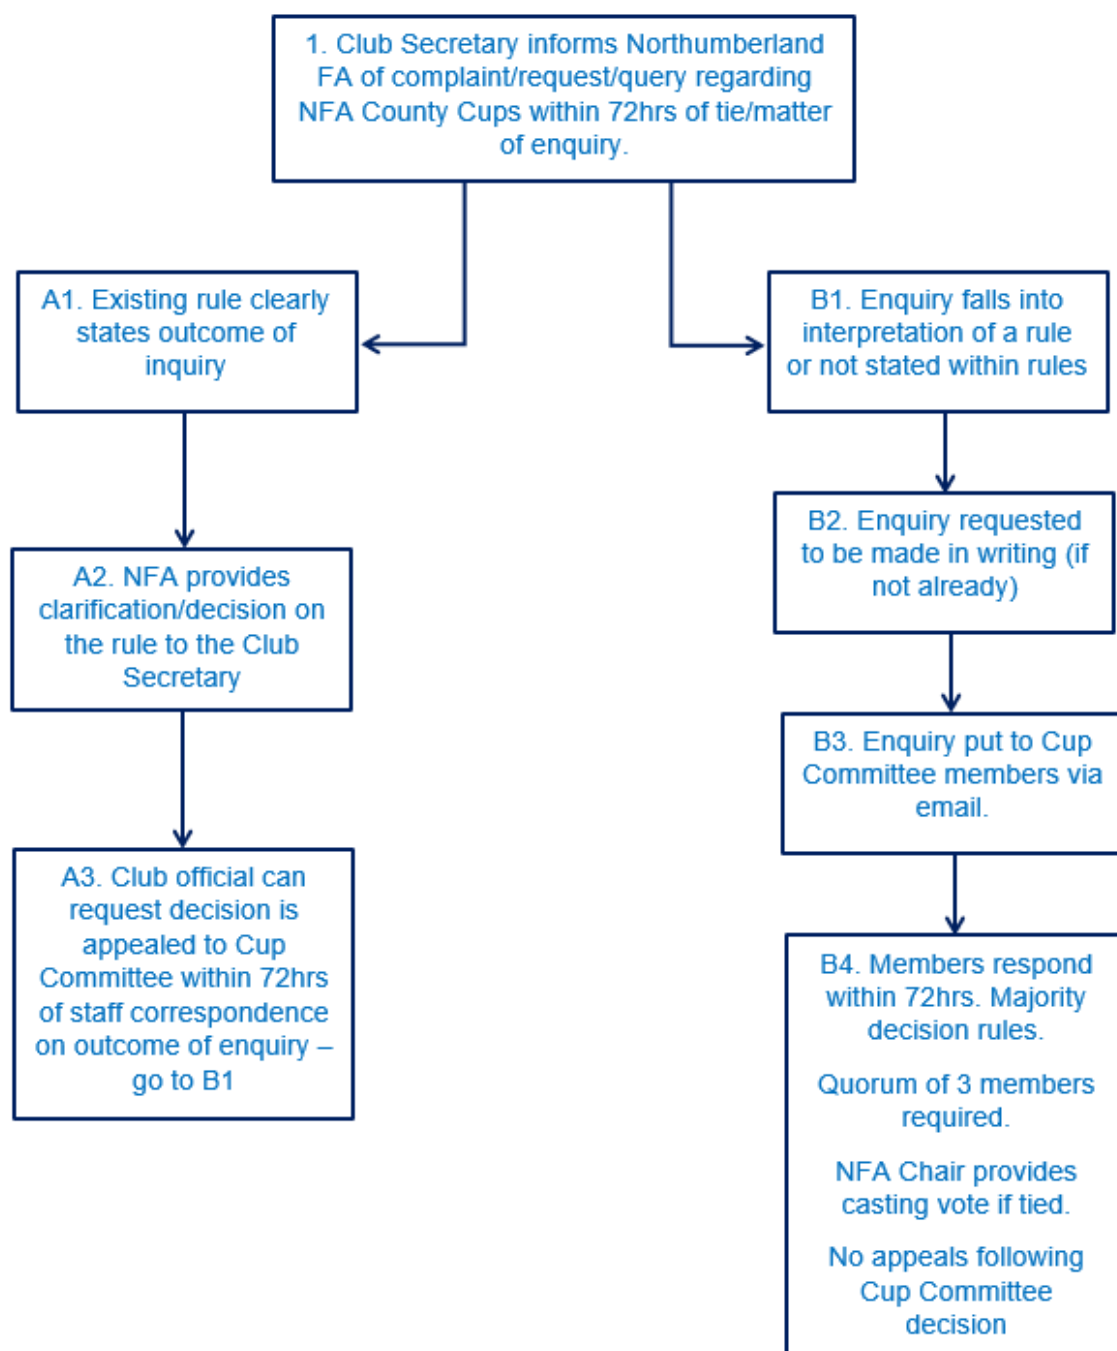 1. Club Secretary informs Northumberland
FA of complaint/request/query regarding
NFA County Cups within 72hrs of tie/matter
of enquiry.
A1. Existing rule clearly
states outcome of
inquiry
A2. NFA provides
clarification/decision on
the rule to the Club
Secretary
A3. Club official can
request decision is
appealed to Cup
Committee within 72hrs
of staff correspondence
on outcome of enquiry –
go to B1
B1. Enquiry falls into
interpretation of a rule
or not stated within rules
B2. Enquiry requested
to be made in writing (if
not already)
B3. Enquiry put to Cup
Committee members via
email.
B4. Members respond
within 72hrs. Majority
decision rules.
Quorum of 3 members
required.
NFA Chair provides
casting vote if tied.
No appeals following
Cup Committee
decision